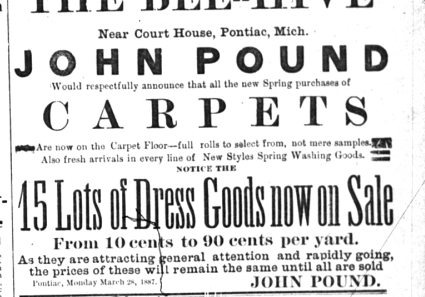 THE BEE-HIVE
Near Court House, Pontiac, Mich.
JOHN POUND
Would respectfully announce that all the new Spring purchases of
CARPETS
Are now on the Carpet Floor—full rolls to select from, not mere samples.
Also fresh arrivals in every line of New Styles Spring Washing Goods.
NOTICE THE
15 Lots of Dress Goods now on Sale
From 10 cents to 90 cents per yard.
As they are attracting general attention and rapidly going,
the prices of these will remain the same until all are sold
Pontiac, Monday March 28, 1887. JOHN POUND.